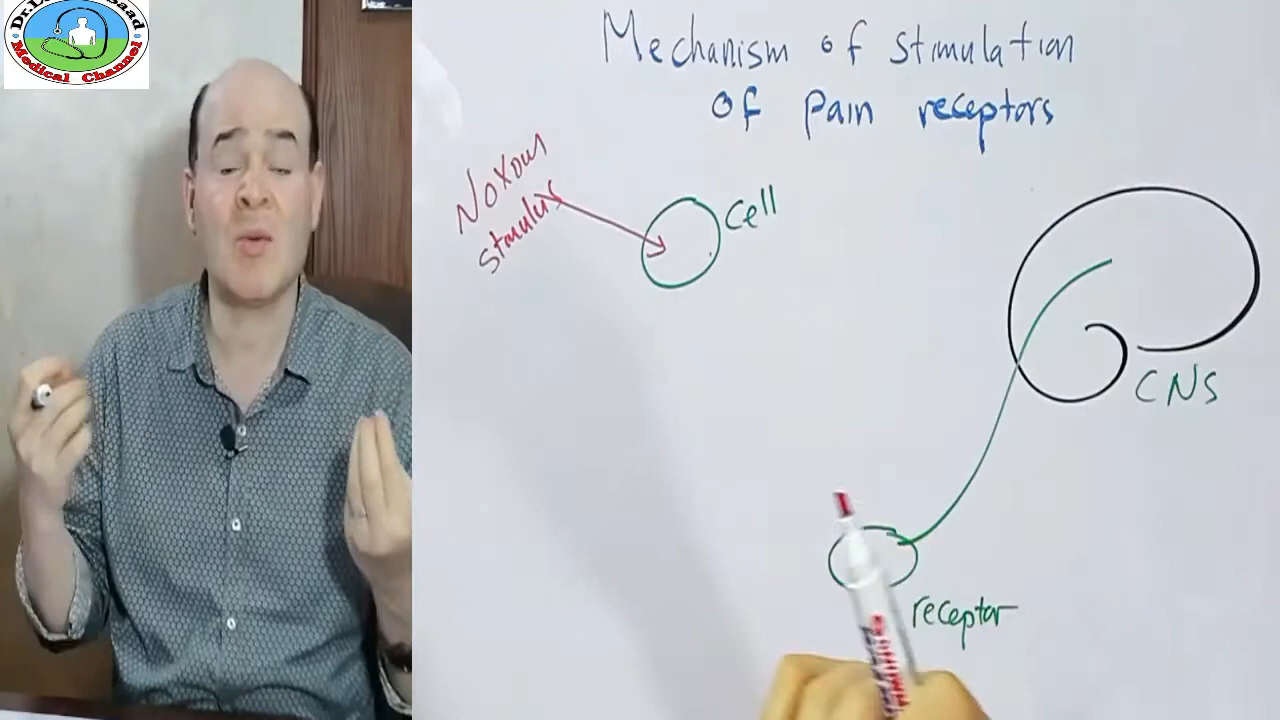 Medical Channel
Mechanism of stimulation
of pain receptors
Noxous
stimulus
Cell
CNS
receptor